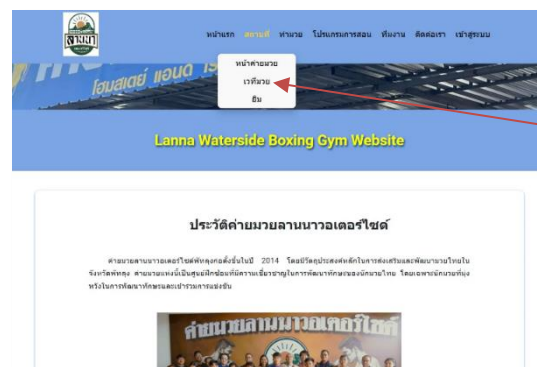 ลานนา
หน้าแรก สถานที่ ท่ามวย โปรแกรมการสอน ทีมงาน ติดต่อเรา เข้าสู่ระบบ
หน้าค่ายมวย
เวทีมวย
ยิม
โฮมสเตย์ แอนด์
Lanna Waterside Boxing Gym Website
ประวัติค่ายมวยลานนาวอเตอร์ไซด์
ค่ายมวยลานนาวอเตอร์ไซด์พัทลุงก่อตั้งขึ้นในปี 2014 โดยมีวัตถุประสงค์หลักในการส่งเสริมและพัฒนามวยไทยใน
จังหวัดพัทลุง ค่ายมวยแห่งนี้เป็นศูนย์ฝึกซ้อมที่มีความเชี่ยวชาญในการพัฒนาทักษะของนักมวยไทย โดยเฉพาะนักมวยที่มุ่ง
หวังในการพัฒนาทักษะและเข้าร่วมการแข่งขัน
ค่ายมวยลานนาวอเตอร์ไซด์